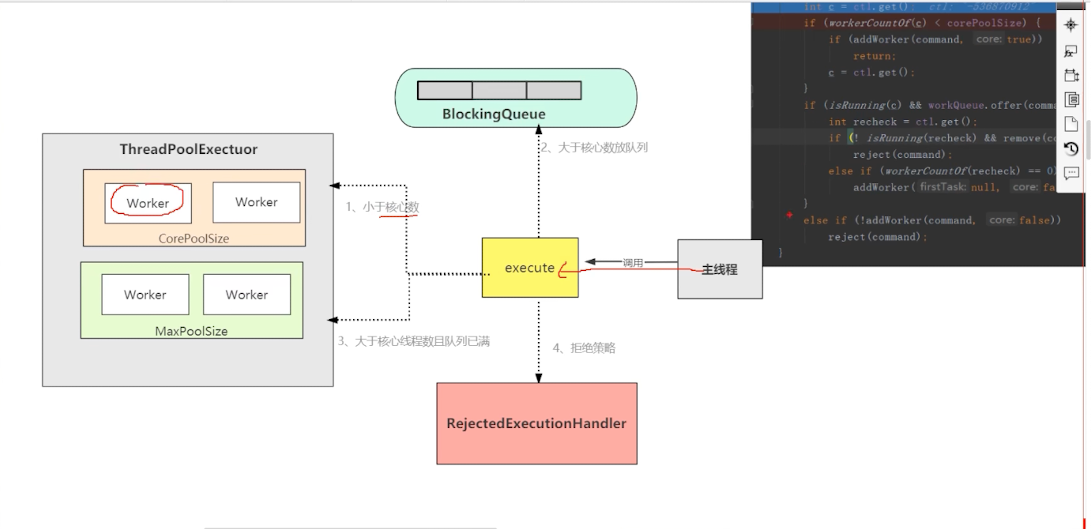 int c = ctl.get();   ctl: -536870912
if (workerCountOf(c) < corePoolSize) {
if (addWorker(command, core: true))
return;
c = ctl.get();
}
if (isRunning(c) && workQueue.offer(comma
int recheck = ctl.get();
if (! isRunning(recheck) && remove(co
reject(command);
else if (workerCountOf(recheck) == 0)
addWorker( firstTask: null, core: fa
}
else if (!addWorker(command, core: false))
reject(command);
}
BlockingQueue
2、大于核心数放队列
ThreadPoolExectuor
Worker
Worker
CorePoolSize
1、小于核心数
execute
调用
主线程
Worker
Worker
MaxPoolSize
3、大于核心线程数且队列已满
4、拒绝策略
RejectedExecutionHandler